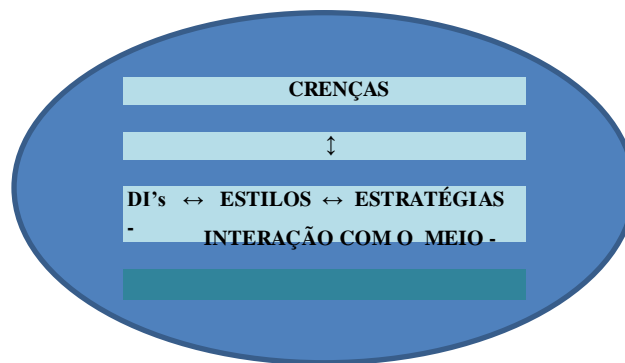 CRENÇAS
↕
DI’s ↔ ESTILOS ↔ ESTRATÉGIAS
-
INTERAÇÃO COM O MEIO -